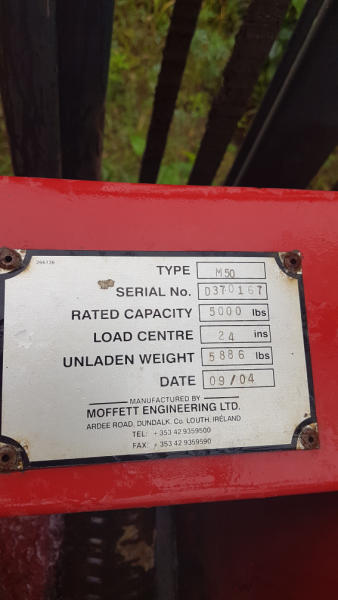 266136
TYPE M50
SERIAL No. D370167
RATED CAPACITY 5000 lbs
LOAD CENTRE 24 ins
UNLADEN WEIGHT 5886 lbs
DATE 09/04
MANUFACTURED BY
MOFFETT ENGINEERING LTD.
ARDEE ROAD, DUNDALK, Co. LOUTH, IRELAND
TEL: +353 42 9359500
FAX: +353 42 9359590